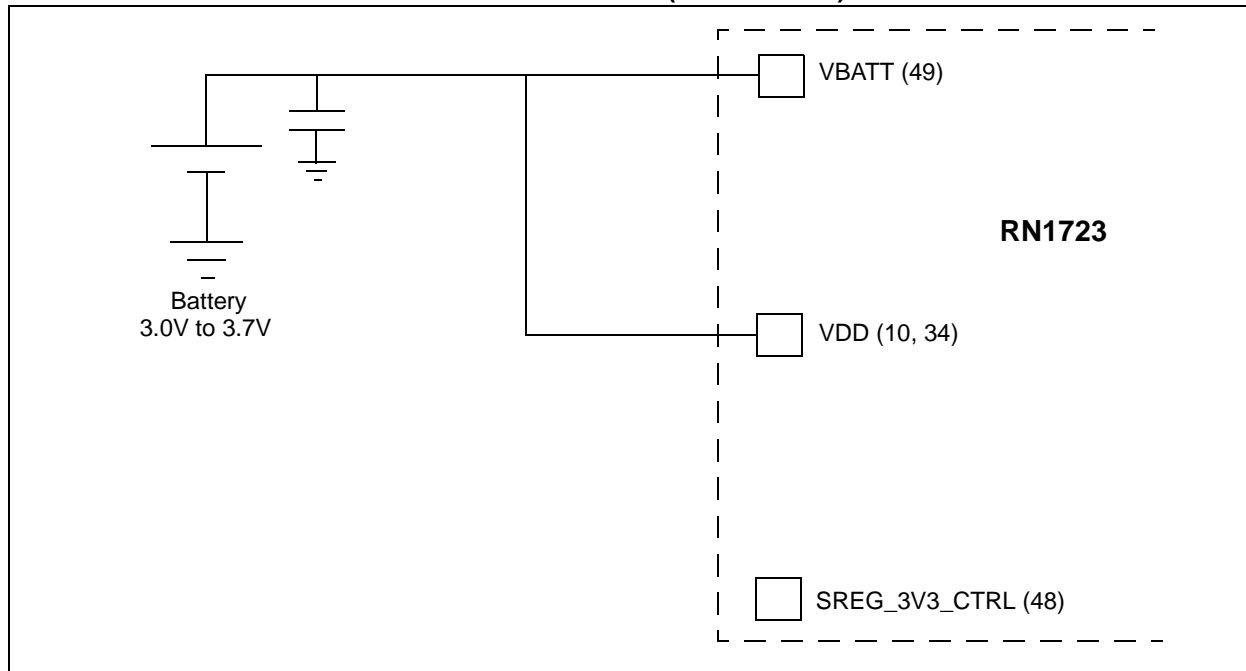 VBATT (49)
RN1723
Battery
3.0V to 3.7V
VDD (10, 34)
SREG_3V3_CTRL (48)